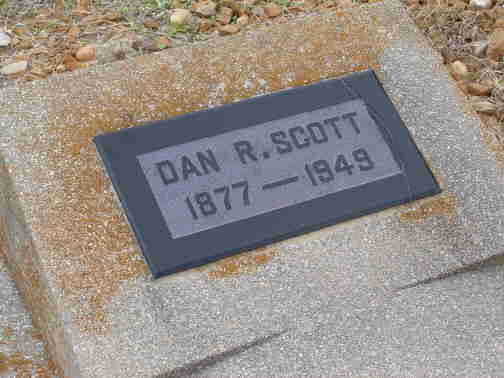 DAN R. SCOTT
1877 — 1949